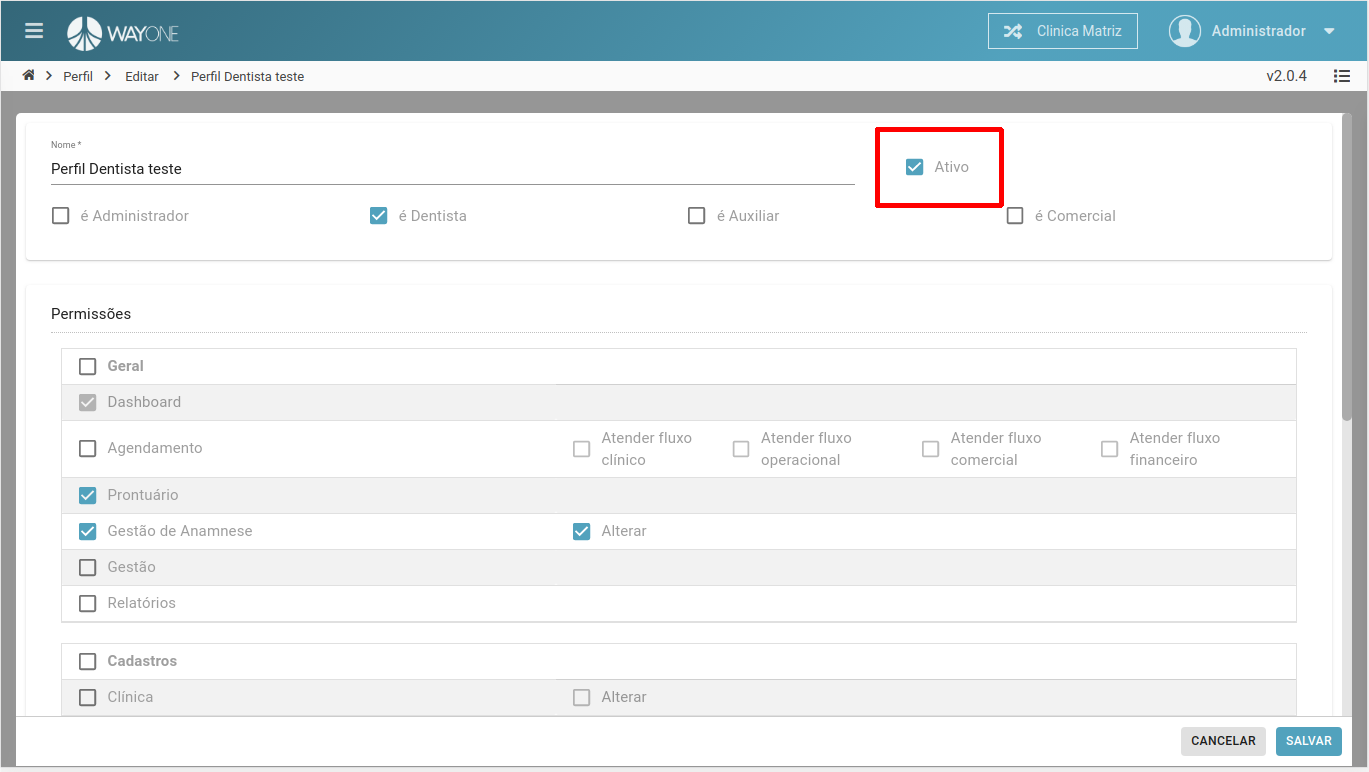 WAYONE
Clinica Matriz
Administrador
Perfil
Editar
Perfil Dentista teste
v2.0.4
Nome *
Perfil Dentista teste
Ativo
é Administrador
é Dentista
é Auxiliar
é Comercial
Permissões
Geral
Dashboard
Agendamento
Atender fluxo
clínico
Atender fluxo
operacional
Atender fluxo
comercial
Atender fluxo
financeiro
Prontuário
Gestão de Anamnese
Alterar
Gestão
Relatórios
Cadastros
Clínica
Alterar
CANCELAR
SALVAR